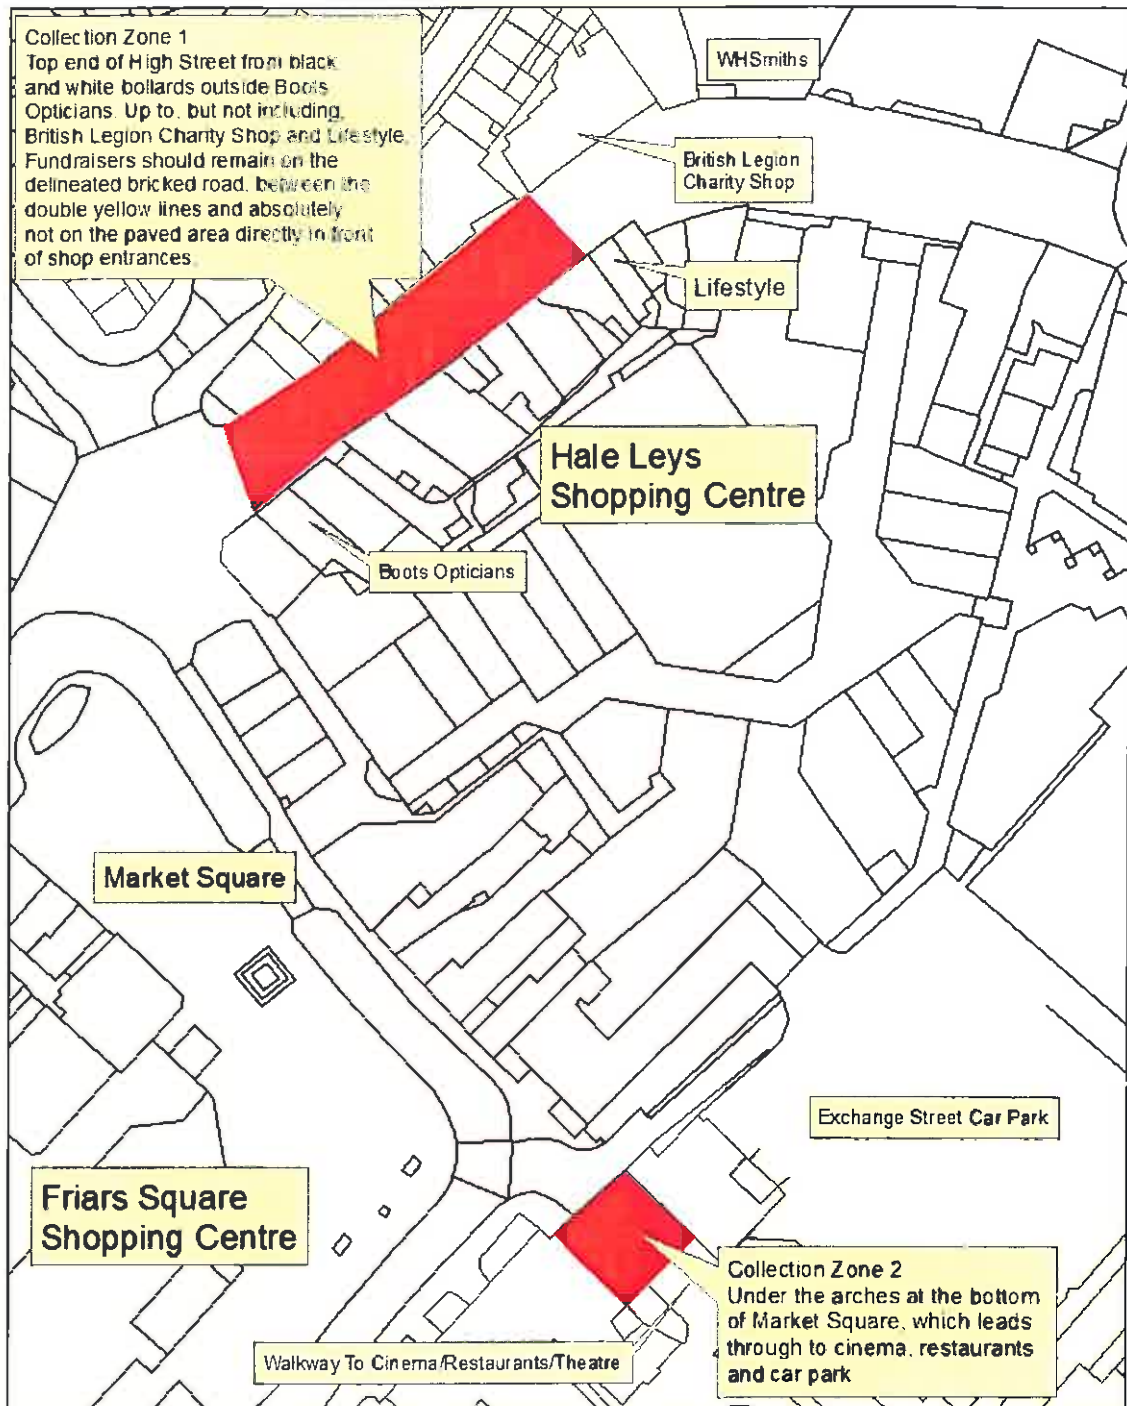 Collection Zone 1
Top end of High Street from black
and white bollards outside Boots
Opticians. Up to, but not including,
British Legion Charity Shop and Lifestyle.
Fundraisers should remain on the
delineated bricked road, between the
double yellow lines and absolutely
not on the paved area directly in front
of shop entrances.
WHSmiths
British Legion
Charity Shop
Lifestyle
Hale Leys
Shopping Centre
Boots Opticians
Market Square
Exchange Street Car Park
Friars Square
Shopping Centre
Collection Zone 2
Under the arches at the bottom
of Market Square, which leads
through to cinema, restaurants
and car park
Walkway To Cinema/Restaurants/Theatre